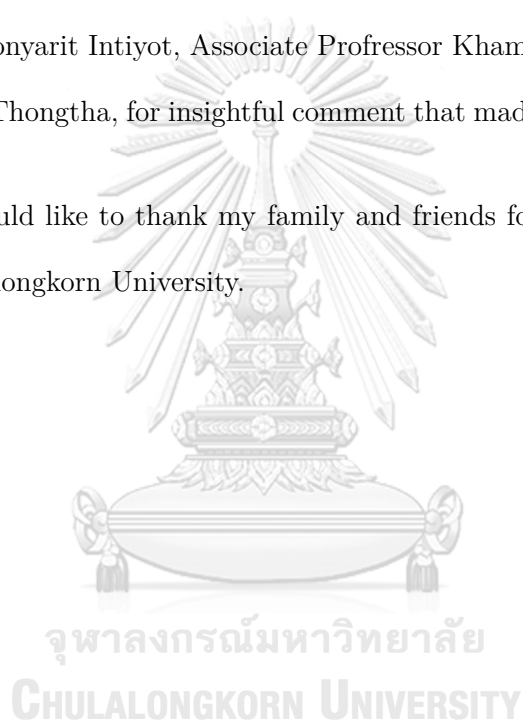 onyarit Intiyot, Associate Profressor Kham
Thongtha, for insightful comment that mad
uld like to thank my family and friends fo
longkorn University.
จุฬาลงกรณ์มหาวิทยาลัย
CHULALONGKORN UNIVERSITY